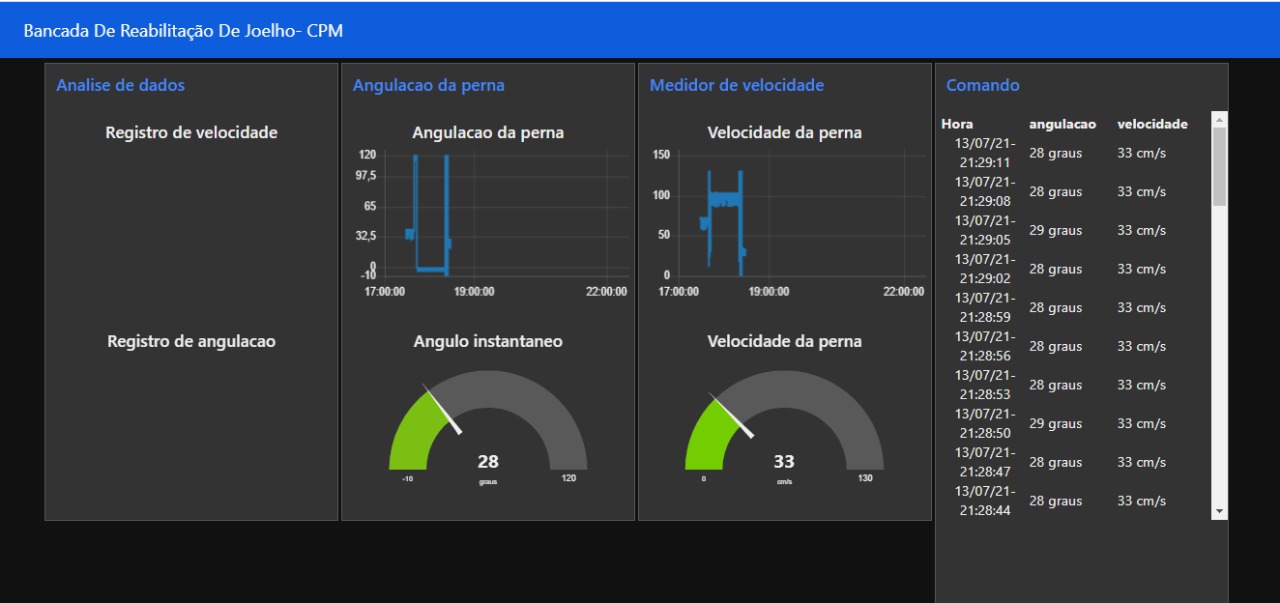 Bancada De Reabilitação De Joelho- CPM
Analise de dados
Registro de velocidade
Registro de angulacao
Angulacao da perna
Angulacao da perna
120
97,5
65
32,5
0
-10
17:00:00 19:00:00 22:00:00
Angulo instantaneo
28
graus
-10 120
Medidor de velocidade
Velocidade da perna
150
100
50
0
17:00:00 19:00:00 22:00:00
Velocidade da perna
33
cm/s
0 130
Comando
Hora angulacao velocidade
13/07/21-
21:29:11 28 graus 33 cm/s
13/07/21-
21:29:08 28 graus 33 cm/s
13/07/21-
21:29:05 29 graus 33 cm/s
13/07/21-
21:29:02 28 graus 33 cm/s
13/07/21-
21:28:59 28 graus 33 cm/s
13/07/21-
21:28:56 28 graus 33 cm/s
13/07/21-
21:28:53 28 graus 33 cm/s
13/07/21-
21:28:50 29 graus 33 cm/s
13/07/21-
21:28:47 28 graus 33 cm/s
13/07/21-
21:28:44 28 graus 33 cm/s